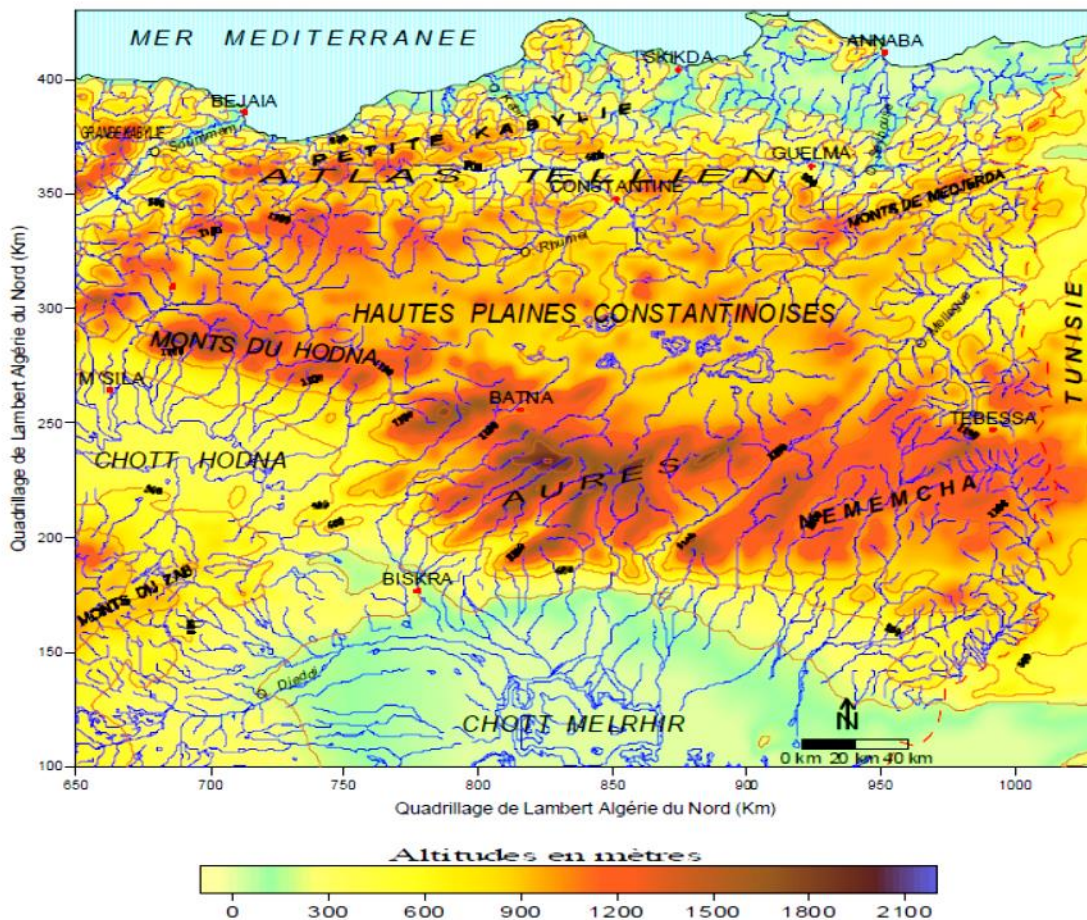 MER MEDITERRANEE
SKIKDA
ANNABA
400
BEJAIA
GRANDE KABYLIE
Soummam
PETITE KABYLIE
GUELMA
350
ATLAS TELLIEN
CONSTANTINE
MONTS DE MEDJERDA
O Rhumel
300
HAUTES PLAINES CONSTANTINOISES
O Mellague
TUNISIE
MONTS DU HODNA
M'SILA
BATNA
250
TEBESSA
CHOTT HODNA
AURES
NEMEMCHA
200
BISKRA
MONTS DU ZAB
150
O Djeddi
CHOTT MELRHIR
N
0 km 20 km 40 km
100
650 700 750 800 850 900 950 1000
Quadrillage de Lambert Algérie du Nord (Km)
Quadrillage de Lambert Algérie du Nord (Km)
Altitudes en mètres
0 300 600 900 1200 1500 1800 2100